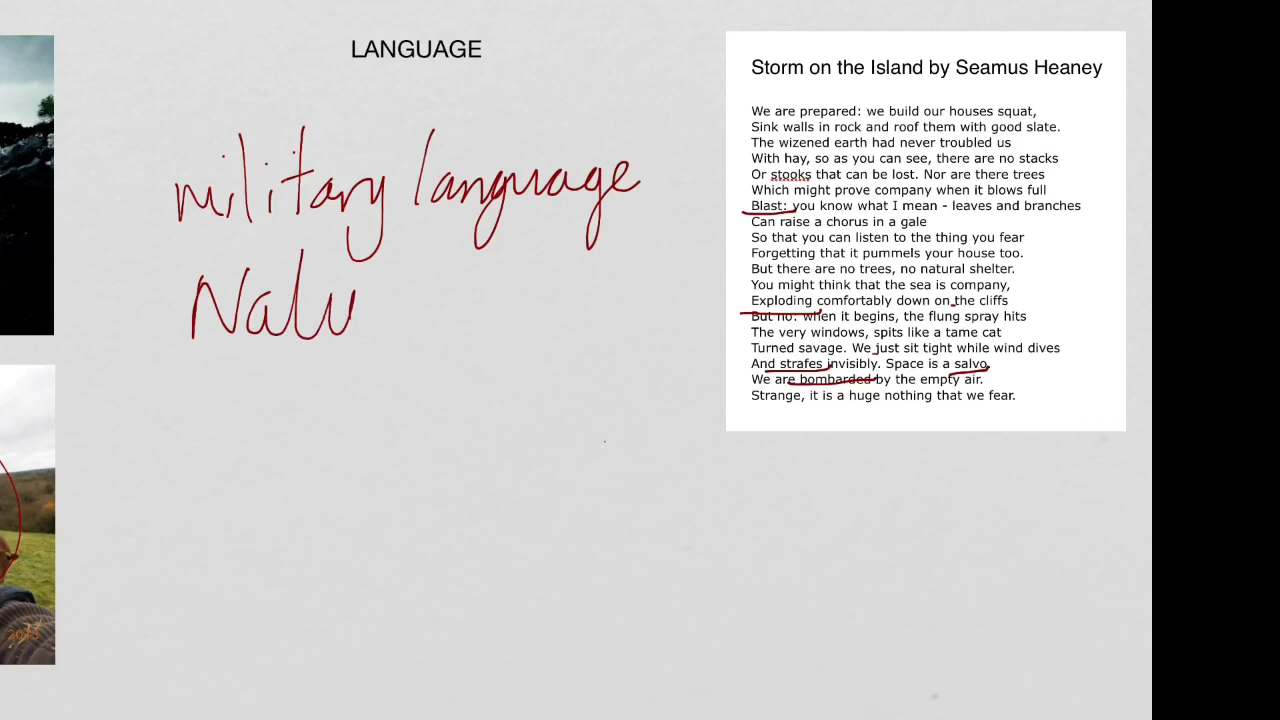 LANGUAGE
military language
Natu
Storm on the Island by Seamus Heaney
We are prepared: we build our houses squat,
Sink walls in rock and roof them with good slate.
The wizened earth had never troubled us
With hay, so as you can see, there are no stacks
Or stooks that can be lost. Nor are there trees
Which might prove company when it blows full
Blast: you know what I mean - leaves and branches
Can raise a chorus in a gale
So that you can listen to the thing you fear
Forgetting that it pummels your house too.
But there are no trees, no natural shelter.
You might think that the sea is company,
Exploding comfortably down on the cliffs
But no: when it begins, the flung spray hits
The very windows, spits like a tame cat
Turned savage. We just sit tight while wind dives
And strafes invisibly. Space is a salvo,
We are bombarded by the empty air.
Strange, it is a huge nothing that we fear.